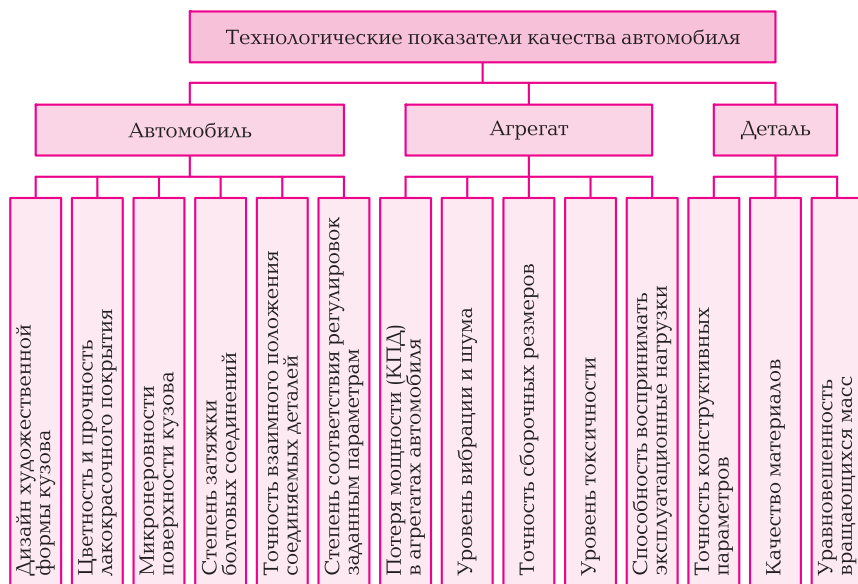 Технологические показатели качества автомобиля
Автомобиль
Агрегат
Деталь
Дизайн художественной
формы кузова
Цветность и прочность
лакокрасочного покрытия
Микронеровности
поверхности кузова
Степень затяжки
болтовых соединений
Точность взаимного положения
соединяемых деталей
Степень соответствия регулировок
заданным параметрам
Потеря мощности (КПД)
в агрегатах автомобиля
Уровень вибрации и шума
Точность сборочных резмеров
Уровень токсичности
Способность воспринимать
эксплуатационные нагрузки
Точность конструктивных
параметров
Качество материалов
Уравновешенность
вращающихся масс